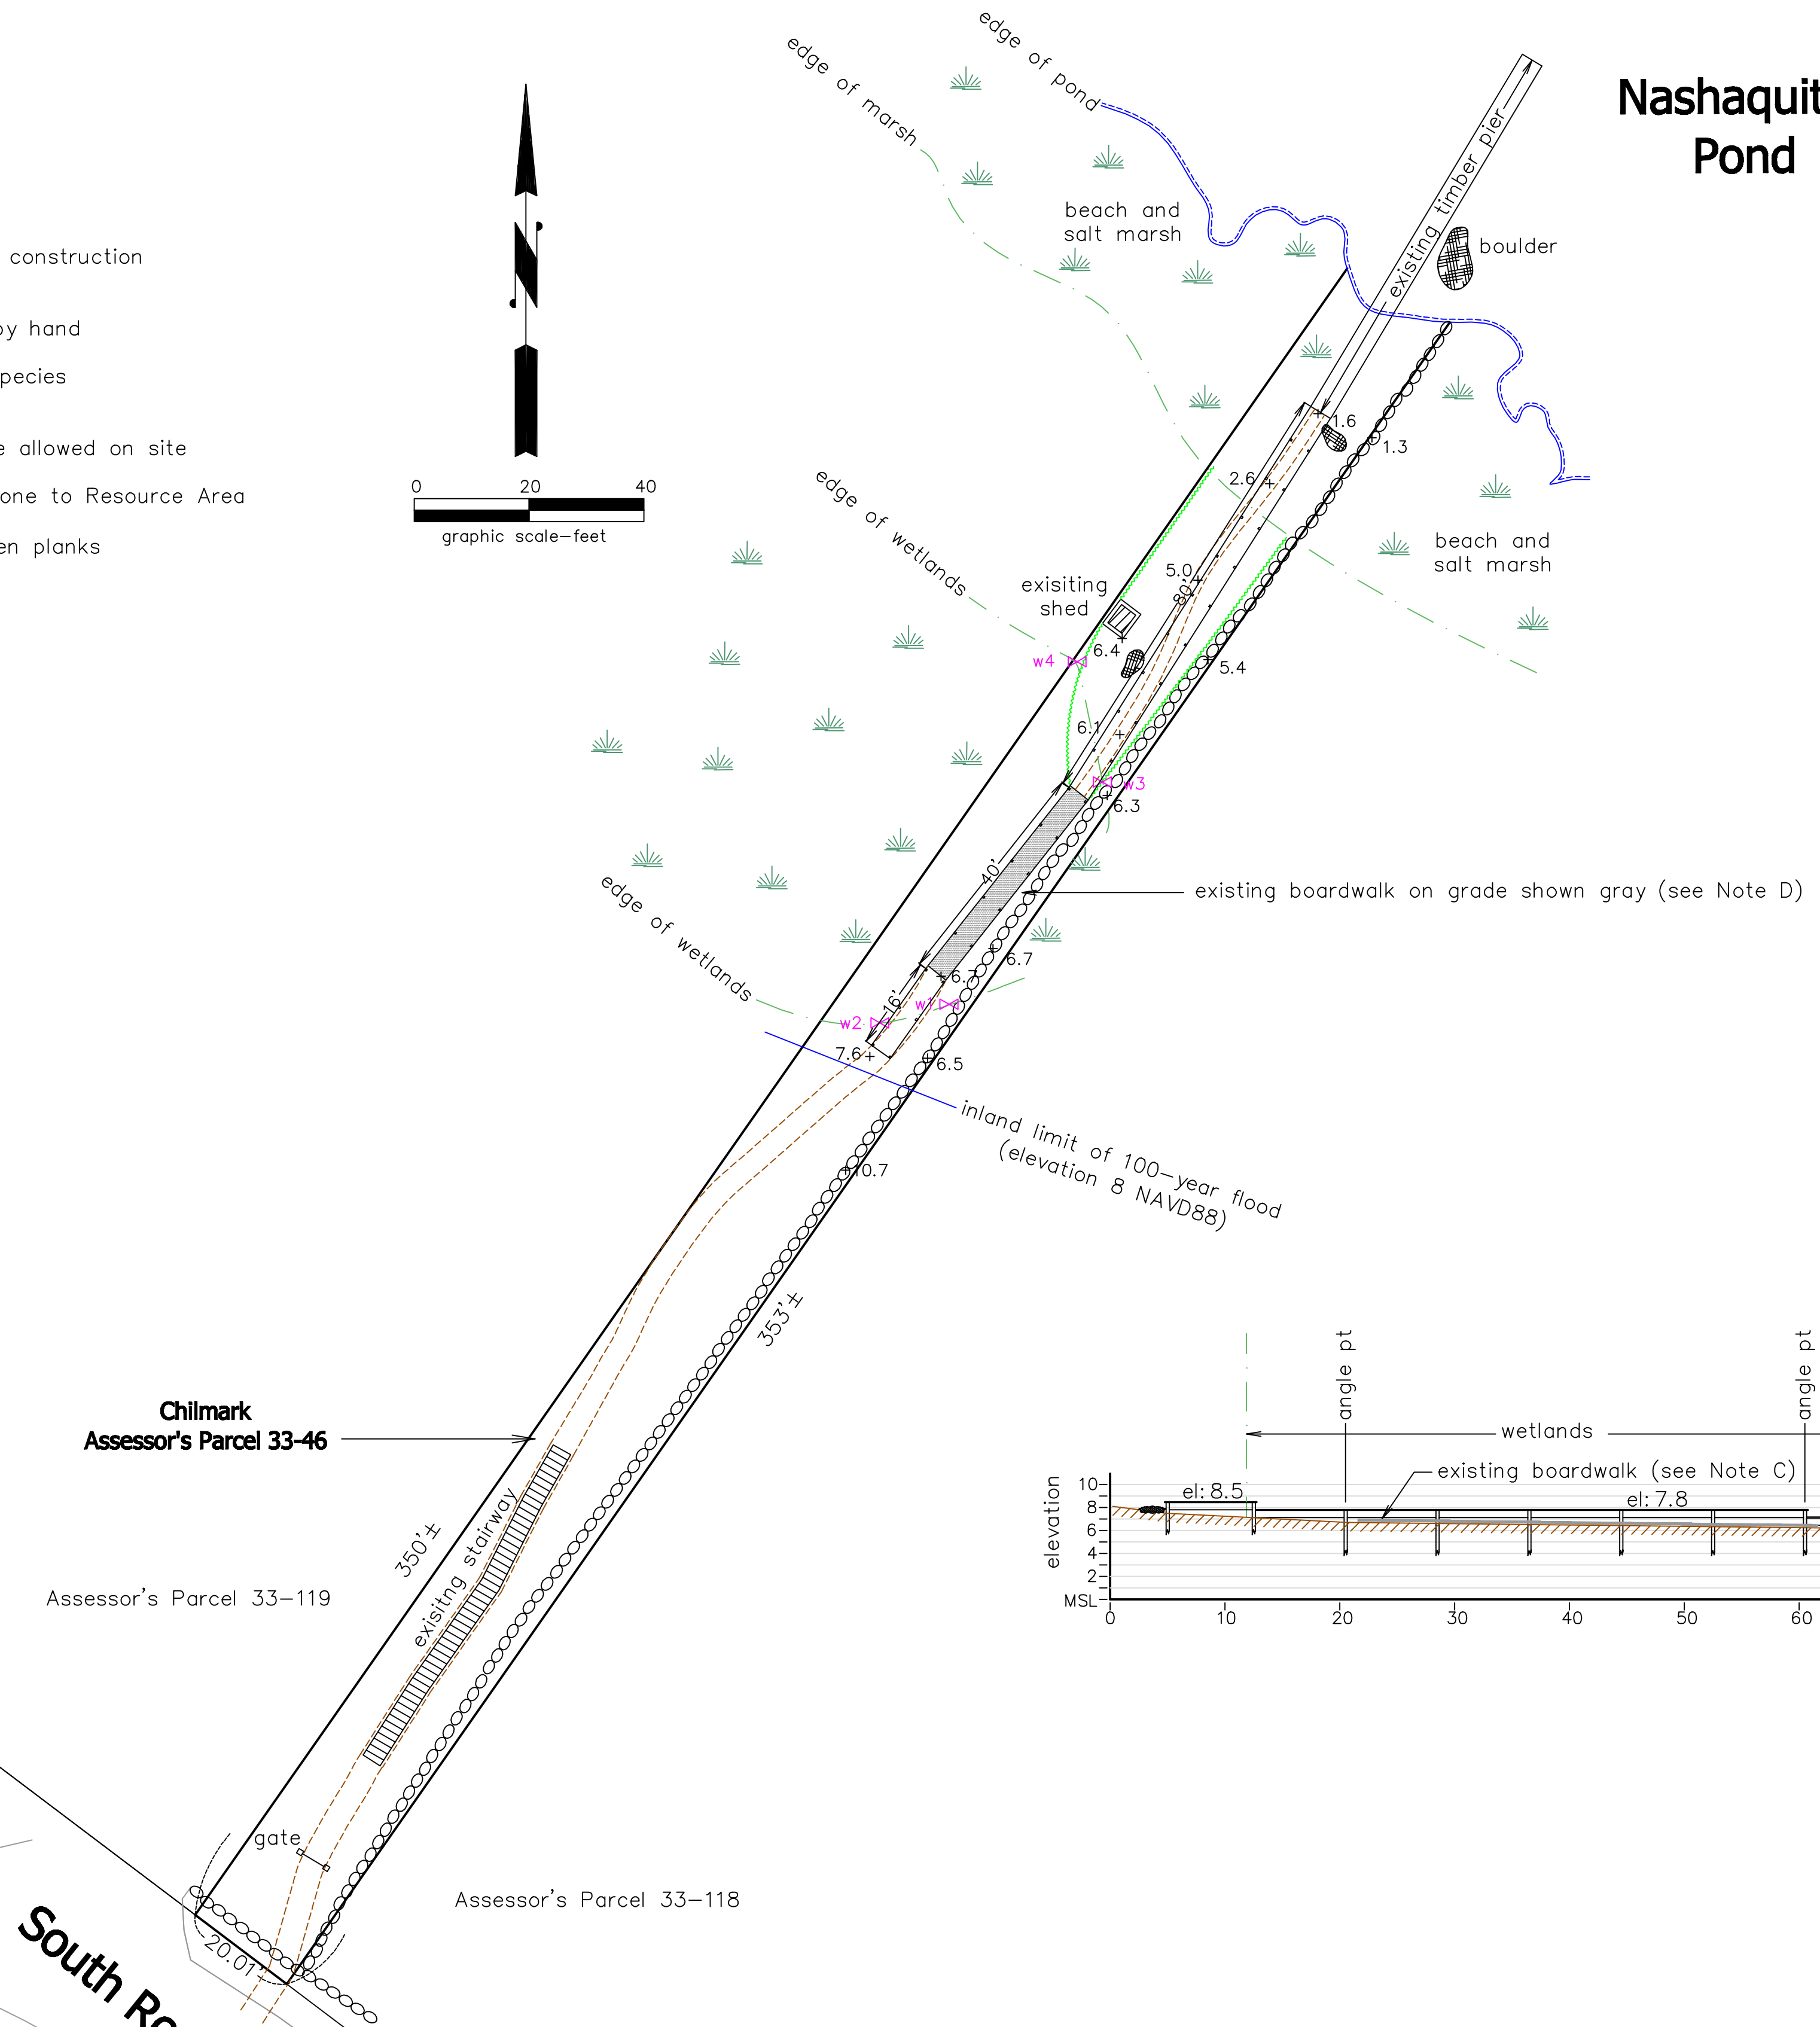 edge of pond
edge of marsh
Nashaquit
Pond
construction
by hand
pecies
e allowed on site
one to Resource Area
en planks
0 20 40
graphic scale-feet
beach and
salt marsh
existing timber pier
boulder
1.6
1.3
2.6
edge of wetlands
exisiting
shed
5.0
80'
beach and
salt marsh
6.4
w4
5.4
6.1
w3
6.3
40'
existing boardwalk on grade shown gray (see Note D)
edge of wetlands
6.7
6.7
16'
w1
w2
7.6
6.5
inland limit of 100-year flood
(elevation 8 NAVD88)
10.7
353'±
Chilmark
Assessor's Parcel 33-46
350'±
exisitng stairway
Assessor's Parcel 33-119
gate
Assessor's Parcel 33-118
20.01'
South Ro
angle pt
angle pt
wetlands
existing boardwalk (see Note C)
el: 8.5
el: 7.8
elevation
10
8
6
4
2
MSL
0 10 20 30 40 50 60